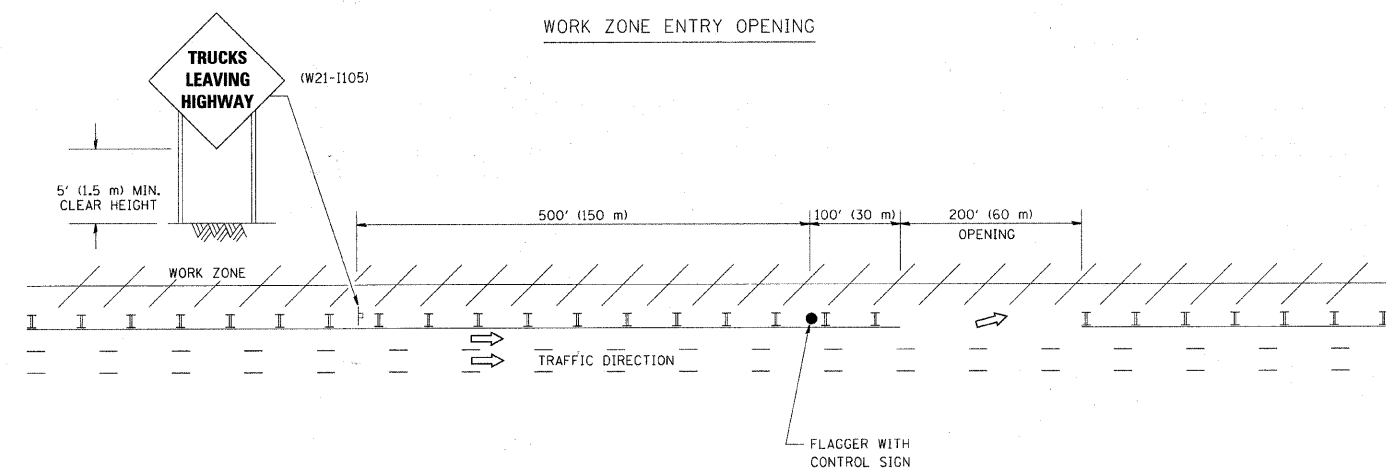 WORK ZONE ENTRY OPENING
TRUCKS
LEAVING
HIGHWAY
(W21-I105)
5' (1.5 m) MIN.
CLEAR HEIGHT
500' (150 m)
100' (30 m)
200' (60 m)
OPENING
WORK ZONE
TRAFFIC DIRECTION
FLAGGER WITH
CONTROL SIGN